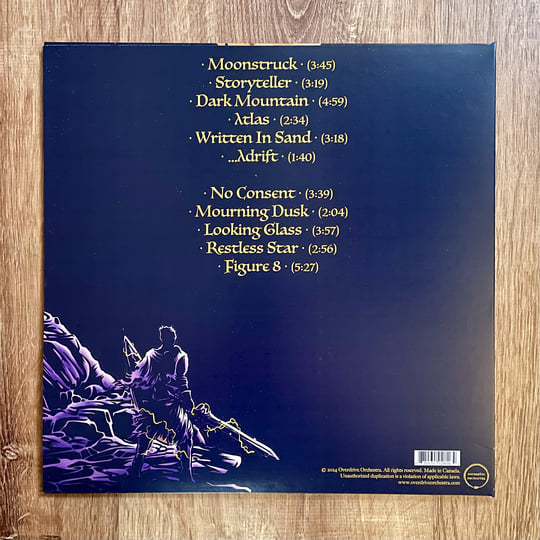 · Moonstruck · (3:45)
· Storyteller · (3:19)
· Dark Mountain · (4:59)
· Atlas · (2:34)
· Written In Sand · (3:18)
· ...Adrift · (1:40)
· No Consent · (3:39)
· Mourning Dusk · (2:04)
· Looking Glass · (3:57)
· Restless Star · (2:56)
· Figure 8 · (5:27)
© 2024 Overdrive Orchestra. All rights reserved. Made in Canada.
Unauthorized duplication is a violation of applicable laws.
www.overdriveorchestra.com
OVERDRIVE
ORCHESTRA